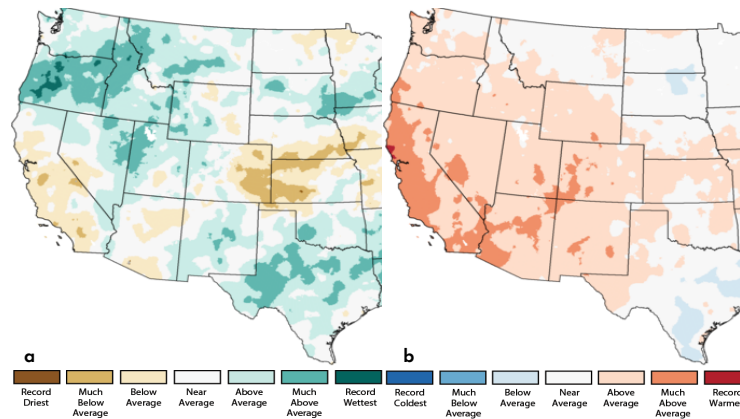 a
b
Record Driest
Much Below Average
Below Average
Near Average
Above Average
Much Above Average
Record Wettest
Record Coldest
Much Below Average
Below Average
Near Average
Above Average
Much Above Average
Record Warme